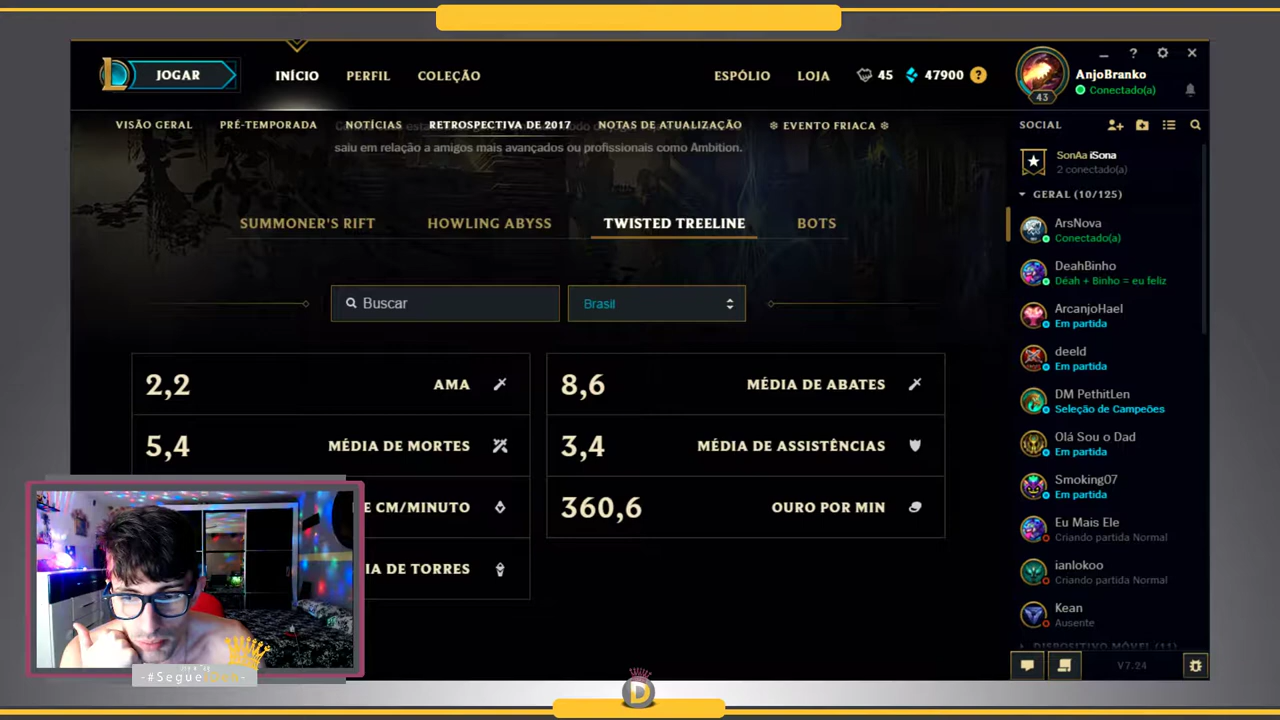 JOGAR
INÍCIO
PERFIL
COLEÇÃO
ESPÓLIO
LOJA
45
47900
?
?
43
AnjoBranko
Conectado(a)
VISÃO GERAL
PRÉ-TEMPORADA
NOTÍCIAS
RETROSPECTIVA DE 2017
NOTAS DE ATUALIZAÇÃO
EVENTO FRIACA
saiu em relação a amigos mais avançados ou profissionais como Ambition.
SUMMONER'S RIFT
HOWLING ABYSS
TWISTED TREELINE
BOTS
Buscar
Brasil
2,2 AMA
8,6 MÉDIA DE ABATES
5,4 MÉDIA DE MORTES
3,4 MÉDIA DE ASSISTÊNCIAS
E CM/MINUTO
360,6 OURO POR MIN
IA DE TORRES
SOCIAL
SonAa iSona
2 conectado(a)
GERAL (10/125)
ArsNova
Conectado(a)
DeahBinho
Déah + Binho = eu feliz
ArcanjoHael
Em partida
deeld
Em partida
DM PethitLen
Seleção de Campeões
Olá Sou o Dad
Em partida
Smoking07
Em partida
Eu Mais Ele
Criando partida Normal
ianlokoo
Criando partida Normal
Kean
Ausente
DISPOSITIVO MÓVEL (11)
V7.24
-#SegueODan-
D